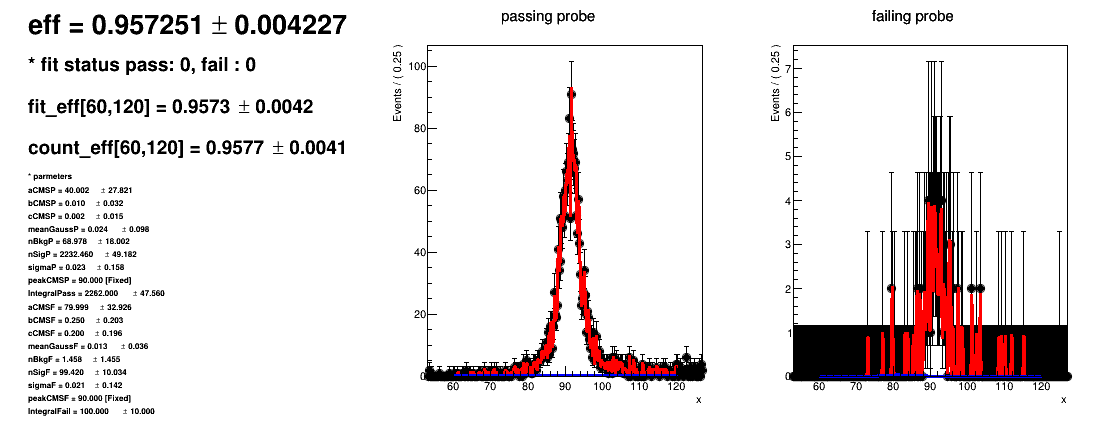 eff = 0.957251 ± 0.004227
* fit status pass: 0, fail : 0
fit_eff[60,120] = 0.9573 ± 0.0042
count_eff[60,120] = 0.9577 ± 0.0041
* parmeters
aCMSP = 40.002 ± 27.821
bCMSP = 0.010 ± 0.032
cCMSP = 0.002 ± 0.015
meanGaussP = 0.024 ± 0.098
nBkgP = 68.978 ± 18.002
nSigP = 2232.460 ± 49.182
sigmaP = 0.023 ± 0.158
peakCMSP = 90.000 [Fixed]
IntegralPass = 2262.000 ± 47.560
aCMSF = 79.999 ± 32.926
bCMSF = 0.250 ± 0.203
cCMSF = 0.200 ± 0.196
meanGaussF = 0.013 ± 0.036
nBkgF = 1.458 ± 1.455
nSigF = 99.420 ± 10.034
sigmaF = 0.021 ± 0.142
peakCMSF = 90.000 [Fixed]
IntegralFail = 100.000 ± 10.000
passing probe
Events / ( 0.25 )
100
80
60
40
20
0
60 70 80 90 100 110 120
x
failing probe
Events / ( 0.25 )
7
6
5
4
3
2
1
0
60 70 80 90 100 110 120
x